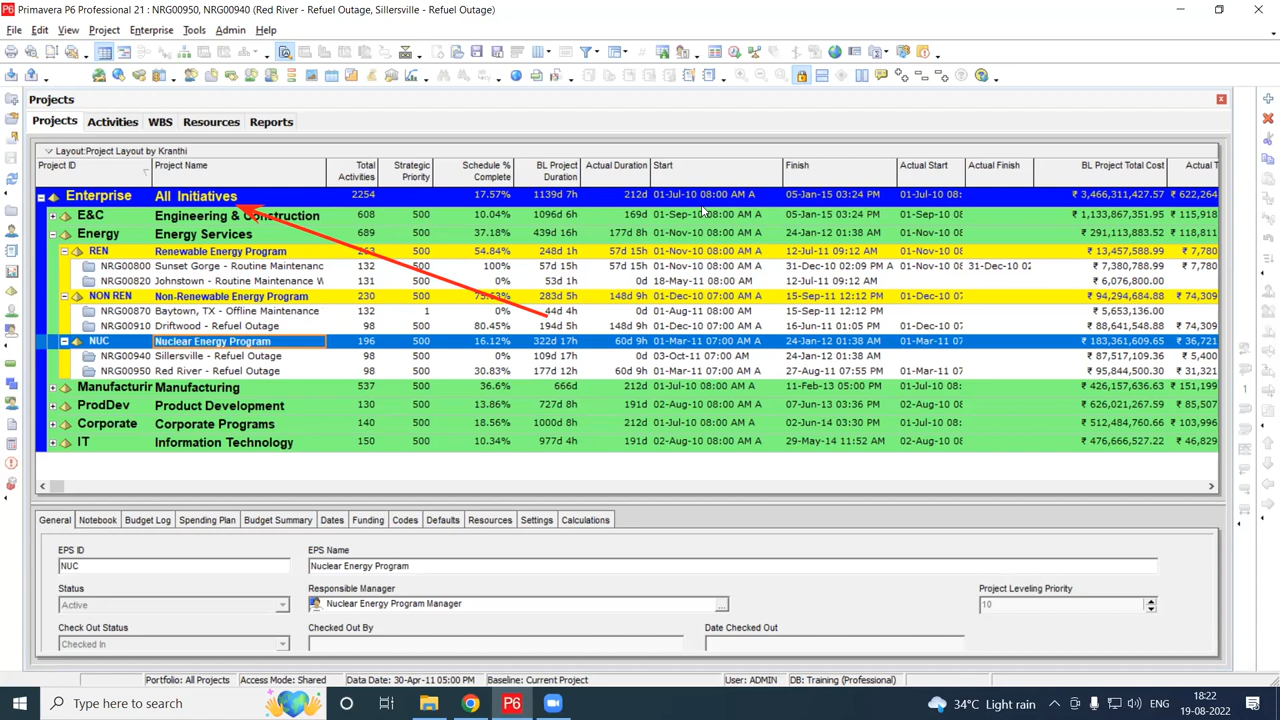 Primavera P6 Professional 21 : NRG00950, NRG00940 (Red River - Refuel Outage, Sillersville - Refuel Outage)
File Edit View Project Enterprise Tools Admin Help
Projects
Projects Activities WBS Resources Reports
Layout:Project Layout by Kranthi
Project ID Project Name Total Activities Strategic Priority Schedule % Complete BL Project Duration Actual Duration Start Finish Actual Start Actual Finish BL Project Total Cost Actual T
Enterprise All Initiatives 2254 17.57% 1139d 7h 212d 01-Jul-10 08:00 AM A 05-Jan-15 03:24 PM 01-Jul-10 08: ₹ 3,466,311,427.57 ₹ 622,264
E&C Engineering & Construction 608 500 10.04% 1096d 6h 169d 01-Sep-10 08:00 AM A 05-Jan-15 03:24 PM 01-Sep-10 08: ₹ 1,133,867,351.95 ₹ 115,918
Energy Energy Services 689 500 37.18% 439d 16h 177d 8h 01-Nov-10 08:00 AM A 24-Jan-12 01:38 AM 01-Nov-10 08: ₹ 291,113,883.52 ₹ 118,811
REN Renewable Energy Program 263 500 54.84% 248d 1h 57d 15h 01-Nov-10 08:00 AM A 12-Jul-11 09:12 AM 01-Nov-10 08: ₹ 13,457,588.99 ₹ 7,780
NRG00800 Sunset Gorge - Routine Maintenanc 132 500 100% 57d 15h 57d 15h 01-Nov-10 08:00 AM A 31-Dec-10 02:09 PM A 01-Nov-10 08: 31-Dec-10 02: ₹ 7,380,788.99 ₹ 7,780
NRG00820 Johnstown - Routine Maintenance W 131 500 0% 53d 1h 0d 18-May-11 08:00 AM 12-Jul-11 09:12 AM ₹ 6,076,800.00
NON REN Non-Renewable Energy Program 230 500 75.63% 283d 5h 148d 9h 01-Dec-10 07:00 AM A 15-Sep-11 12:12 PM 01-Dec-10 07: ₹ 94,294,684.88 ₹ 74,309
NRG00870 Baytown, TX - Offline Maintenance 132 1 0% 44d 4h 0d 01-Aug-11 08:00 AM 15-Sep-11 12:12 PM ₹ 5,653,136.00
NRG00910 Driftwood - Refuel Outage 98 500 80.45% 194d 5h 148d 9h 01-Dec-10 07:00 AM A 16-Jun-11 01:05 PM 01-Dec-10 07: ₹ 88,641,548.88 ₹ 74,309
NUC Nuclear Energy Program 196 500 16.12% 322d 17h 60d 9h 01-Mar-11 07:00 AM A 24-Jan-12 01:38 AM 01-Mar-11 07: ₹ 183,361,609.65 ₹ 36,721
NRG00940 Sillersville - Refuel Outage 98 500 0% 109d 17h 0d 03-Oct-11 07:00 AM 24-Jan-12 01:38 AM ₹ 87,517,109.36 ₹ 5,400
NRG00950 Red River - Refuel Outage 98 500 30.83% 177d 12h 60d 9h 01-Mar-11 07:00 AM A 27-Aug-11 07:55 PM 01-Mar-11 07: ₹ 95,844,500.30 ₹ 31,321
Manufacturir Manufacturing 537 500 36.6% 666d 212d 01-Jul-10 08:00 AM A 11-Feb-13 05:00 PM 01-Jul-10 08: ₹ 426,157,636.63 ₹ 151,199
ProdDev Product Development 130 500 13.86% 727d 8h 191d 02-Aug-10 08:00 AM A 07-Jun-13 03:36 PM 02-Aug-10 08: ₹ 626,021,267.52 ₹ 85,507
Corporate Corporate Programs 140 500 18.56% 1000d 8h 212d 01-Jul-10 08:00 AM A 02-Jun-14 03:40 PM 01-Jul-10 08: ₹ 512,484,760.66 ₹ 103,996
IT Information Technology 150 500 10.34% 977d 4h 191d 02-Aug-10 08:00 AM A 29-May-14 11:52 AM 02-Aug-10 08: ₹ 476,666,527.22 ₹ 46,829
General Notebook Budget Log Spending Plan Budget Summary Dates Funding Codes Defaults Resources Settings Calculations
EPS ID EPS Name
NUC Nuclear Energy Program
Status Responsible Manager Project Leveling Priority
Active Nuclear Energy Program Manager ... 10
Check Out Status Checked Out By Date Checked Out
Checked In
Portfolio: All Projects Access Mode: Shared Data Date: 30-Apr-11 05:00 PM Baseline: Current Project User: ADMIN DB: Training (Professional)
Type here to search P6 34°C Light rain ENG 18:22
19-08-2022